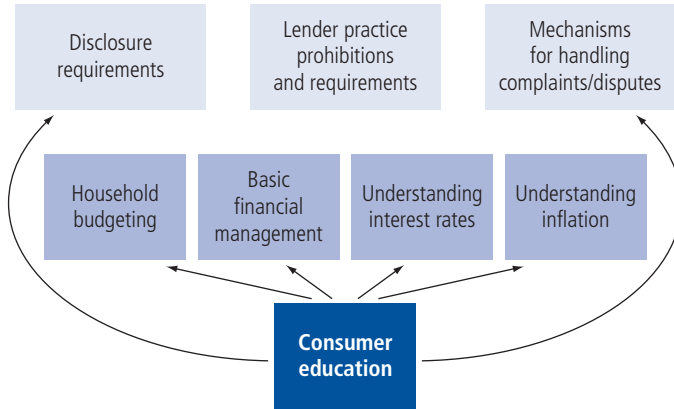 Disclosure
requirements
Lender practice
prohibitions
and requirements
Mechanisms
for handling
complaints/disputes
Household
budgeting
Basic
financial
management
Understanding
interest rates
Understanding
inflation
Consumer
education